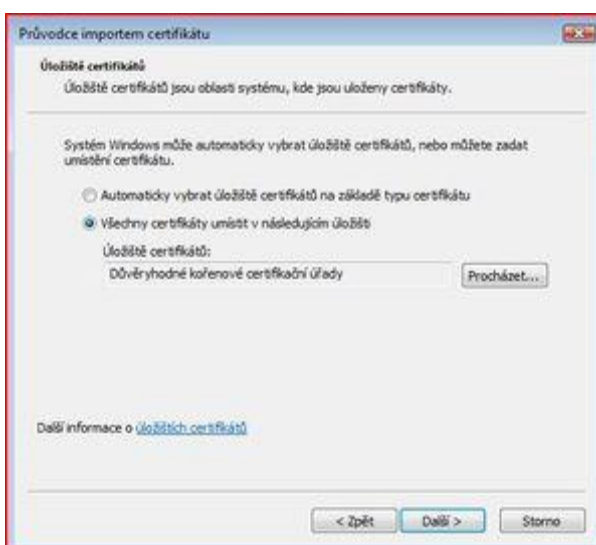 Průvodce importem certifikátu
Úložiště certifikátů
Úložiště certifikátů jsou oblasti systému, kde jsou uloženy certifikáty.
Systém Windows může automaticky vybrat úložiště certifikátů, nebo můžete zadat
umístění certifikátu.
Automaticky vybrat úložiště certifikátů na základě typu certifikátu
Všechny certifikáty umístit v následujícím úložišti
Úložiště certifikátů:
Důvěryhodné kořenové certifikační úřady
Procházet...
Další informace o úložištích certifikátů
< Zpět
Další >
Storno